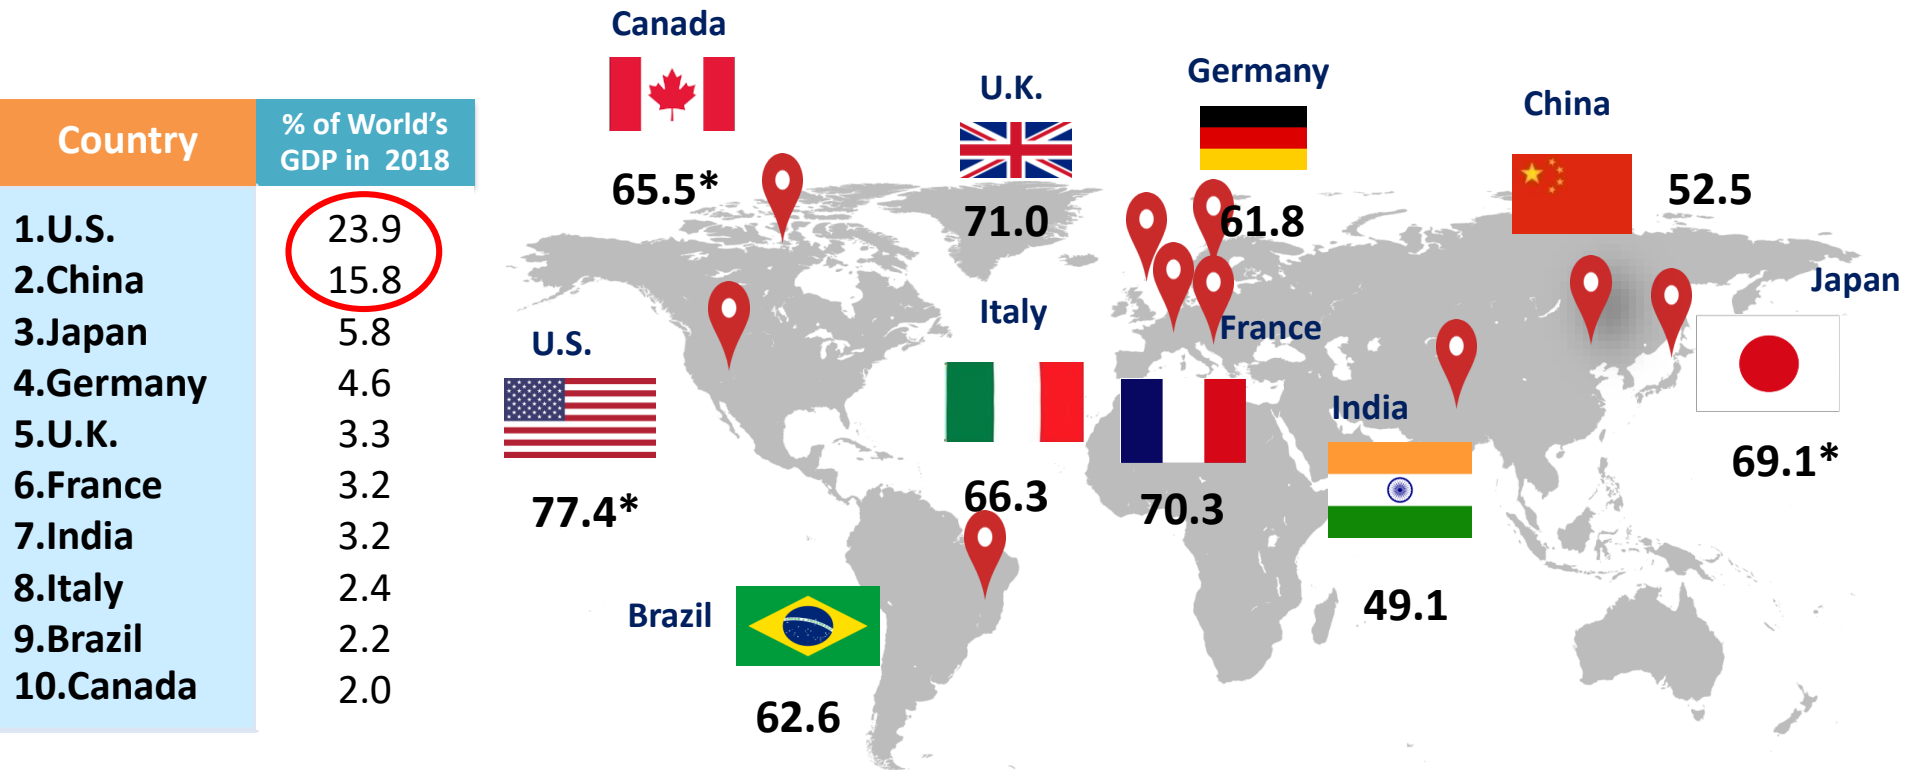 Country
% of World's
GDP in 2018
1.U.S. 23.9
2.China 15.8
3.Japan 5.8
4.Germany 4.6
5.U.K. 3.3
6.France 3.2
7.India 3.2
8.Italy 2.4
9.Brazil 2.2
10.Canada 2.0
Canada
65.5*
U.K.
71.0
Germany
61.8
China
52.5
Japan
69.1*
U.S.
77.4*
Italy
66.3
France
70.3
India
49.1
Brazil
62.6